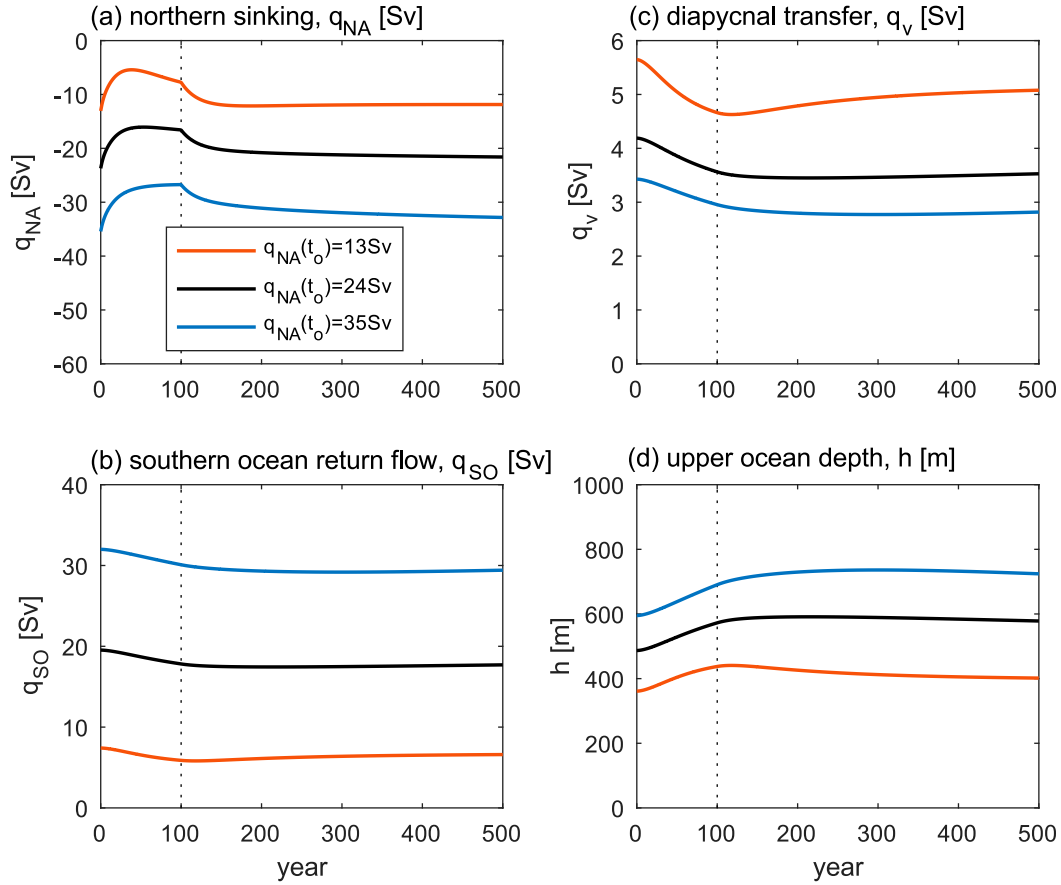 (a) northern sinking, q_NA [Sv]
0
-10
-20
-30
-40
-50
-60
q_NA [Sv]
q_NA(t_o)=13Sv
q_NA(t_o)=24Sv
q_NA(t_o)=35Sv
0 100 200 300 400 500
(c) diapycnal transfer, q_v [Sv]
6
5
4
3
2
1
0
q_v [Sv]
0 100 200 300 400 500
(b) southern ocean return flow, q_SO [Sv]
40
30
20
10
0
q_SO [Sv]
0 100 200 300 400 500
year
(d) upper ocean depth, h [m]
1000
800
600
400
200
0
h [m]
0 100 200 300 400 500
year